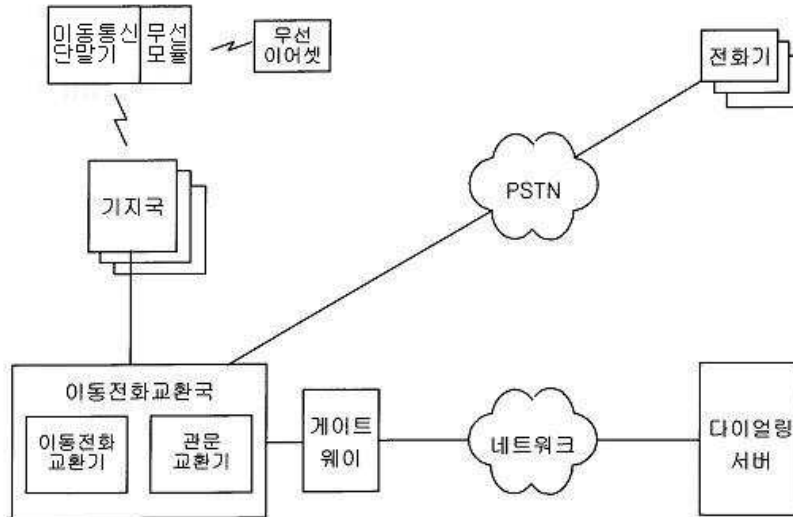 이동통신
단말기
무선
모듈
무선
이어셋
전화기
기지국
PSTN
이동전화교환국
이동전화
교환기
관문
교환기
게이트
웨이
네트워크
다이얼링
서버